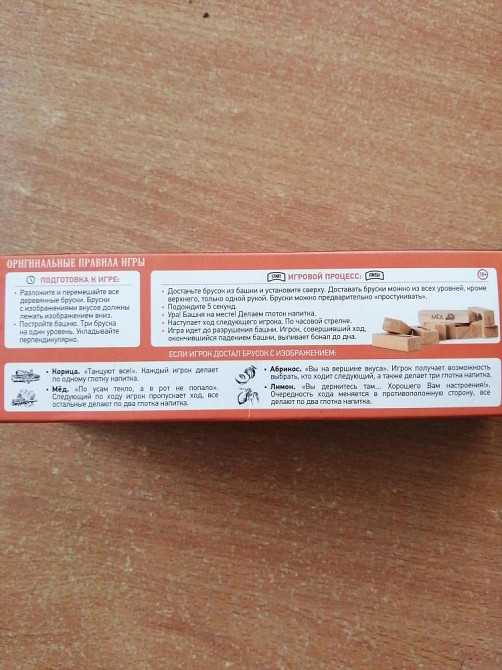 ОРИГИНАЛЬНЫЕ ПРАВИЛА ИГРЫ
ПОДГОТОВКА К ИГРЕ:
• Разложите и перемешайте все
деревянные бруски. Бруски
с изображениями вкусов должны
лежать изображением вниз.
• Постройте башню. Три бруска
на один уровень. Укладывайте
перпендикулярно.
START ИГРОВОЙ ПРОЦЕСС: FINISH
18+
• Достаньте брусок из башни и установите сверху. Доставать бруски можно из всех уровней, кроме
верхнего, только одной рукой. Бруски можно предварительно «простукивать».
• Подождите 5 секунд.
• Ура! Башня на месте! Делаем глоток напитка.
• Наступает ход следующего игрока. По часовой стрелке.
• Игра идет до разрушения башни. Игрок, совершивший ход,
окончившийся падением башни, выпивает бокал до дна.
МЁД
ЕСЛИ ИГРОК ДОСТАЛ БРУСОК С ИЗОБРАЖЕНИЕМ:
• Корица. «Танцуют все!». Каждый игрок делает
по одному глотку напитка.
• Мёд. «По усам текло, а в рот не попало».
Следующий по ходу игрок пропускает ход, все
остальные делают по два глотка напитка.
• Абрикос. «Вы на вершине вкуса». Игрок получает возможность
выбрать, кто ходит следующий, а также делает три глотка напитка.
• Лимон. «Вы держитесь там... Хорошего Вам настроения!».
Очередность хода меняется в противоположную сторону, все
делают по два глотка напитка.